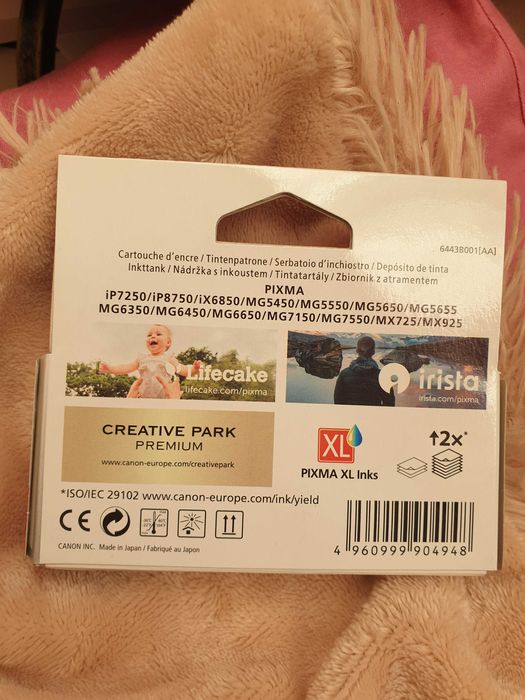 6443B001[AA]
Cartouche d'encre / Tintenpatrone / Serbatoio d'inchiostro / Depósito de tinta
Inkttank / Nádržka s inkoustem / Tintatartály / Zbiornik z atramentem
PIXMA
iP7250/iP8750/iX6850/MG5450/MG5550/MG5650/MG5655
MG6350/MG6450/MG6650/MG7150/MG7550/MX725/MX925
Lifecake
lifecake.com/pixma
irista
irista.com/pixma
CREATIVE PARK
PREMIUM
www.canon-europe.com/creativepark
XL
PIXMA XL Inks
↑2x*
*ISO/IEC 29102 www.canon-europe.com/ink/yield
CE
CANON INC. Made in Japan / Fabriqué au Japon
4 960999 904948